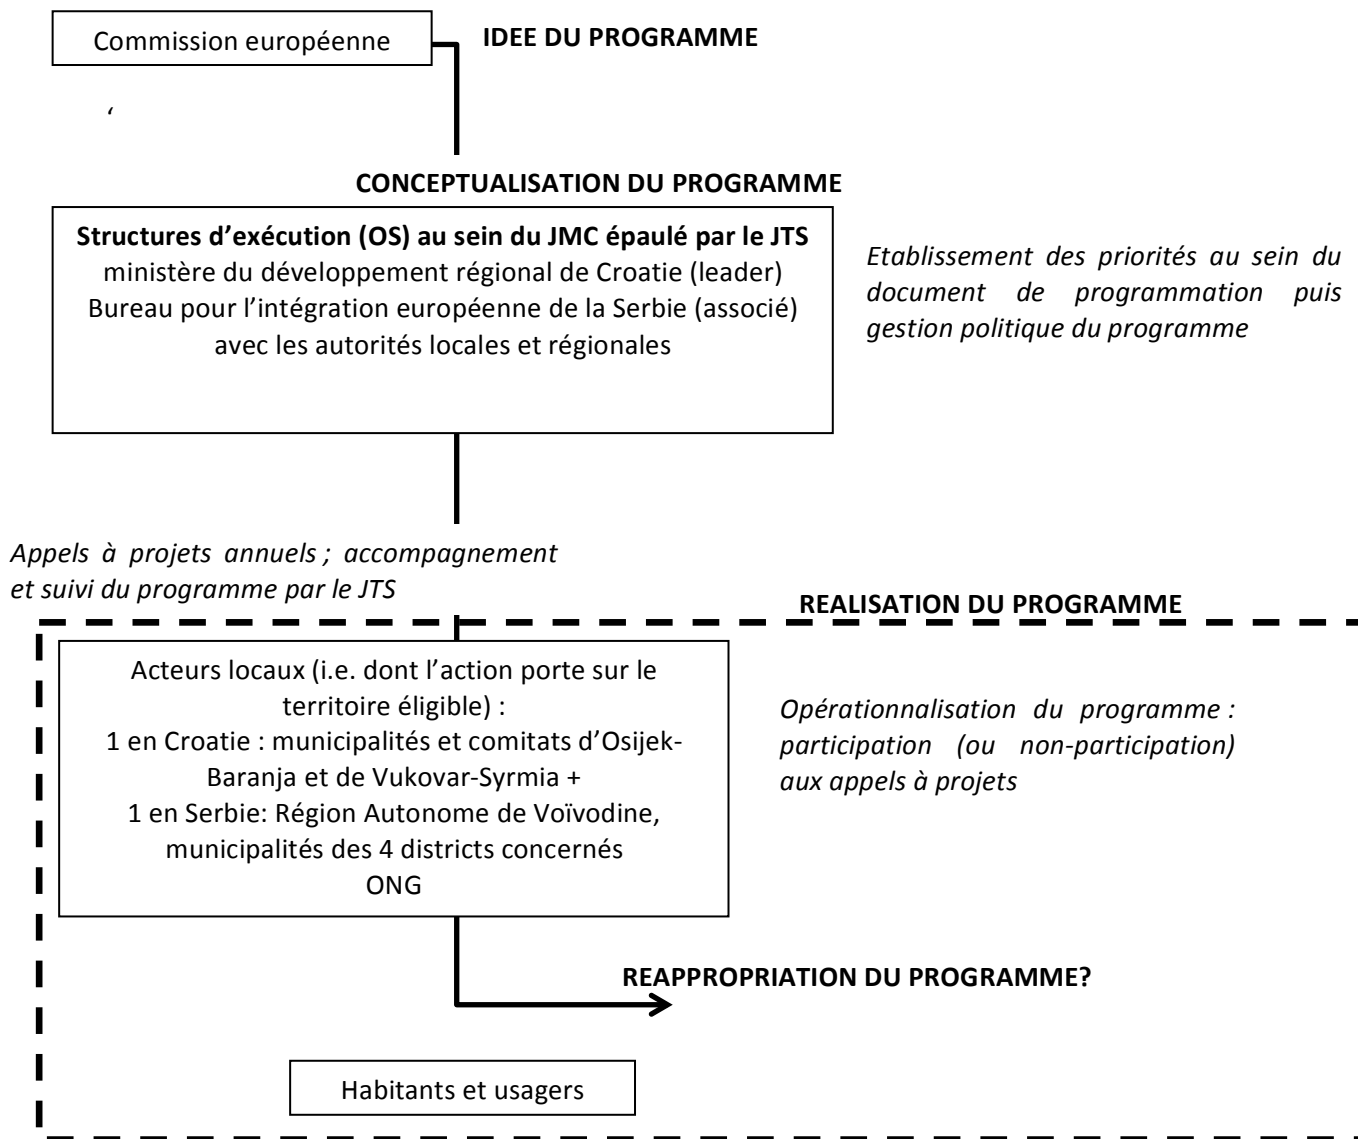 Commission européenne
IDEE DU PROGRAMME
‘
CONCEPTUALISATION DU PROGRAMME
Structures d’exécution (OS) au sein du JMC épaulé par le JTS
ministère du développement régional de Croatie (leader)
Bureau pour l’intégration européenne de la Serbie (associé)
avec les autorités locales et régionales
Etablissement des priorités au sein du
document de programmation puis
gestion politique du programme
Appels à projets annuels ; accompagnement
et suivi du programme par le JTS
REALISATION DU PROGRAMME
Acteurs locaux (i.e. dont l’action porte sur le
territoire éligible) :
1 en Croatie : municipalités et comitats d’Osijek-
Baranja et de Vukovar-Syrmia +
1 en Serbie: Région Autonome de Voïvodine,
municipalités des 4 districts concernés
ONG
Opérationnalisation du programme :
participation (ou non-participation)
aux appels à projets
REAPPROPRIATION DU PROGRAMME?
Habitants et usagers